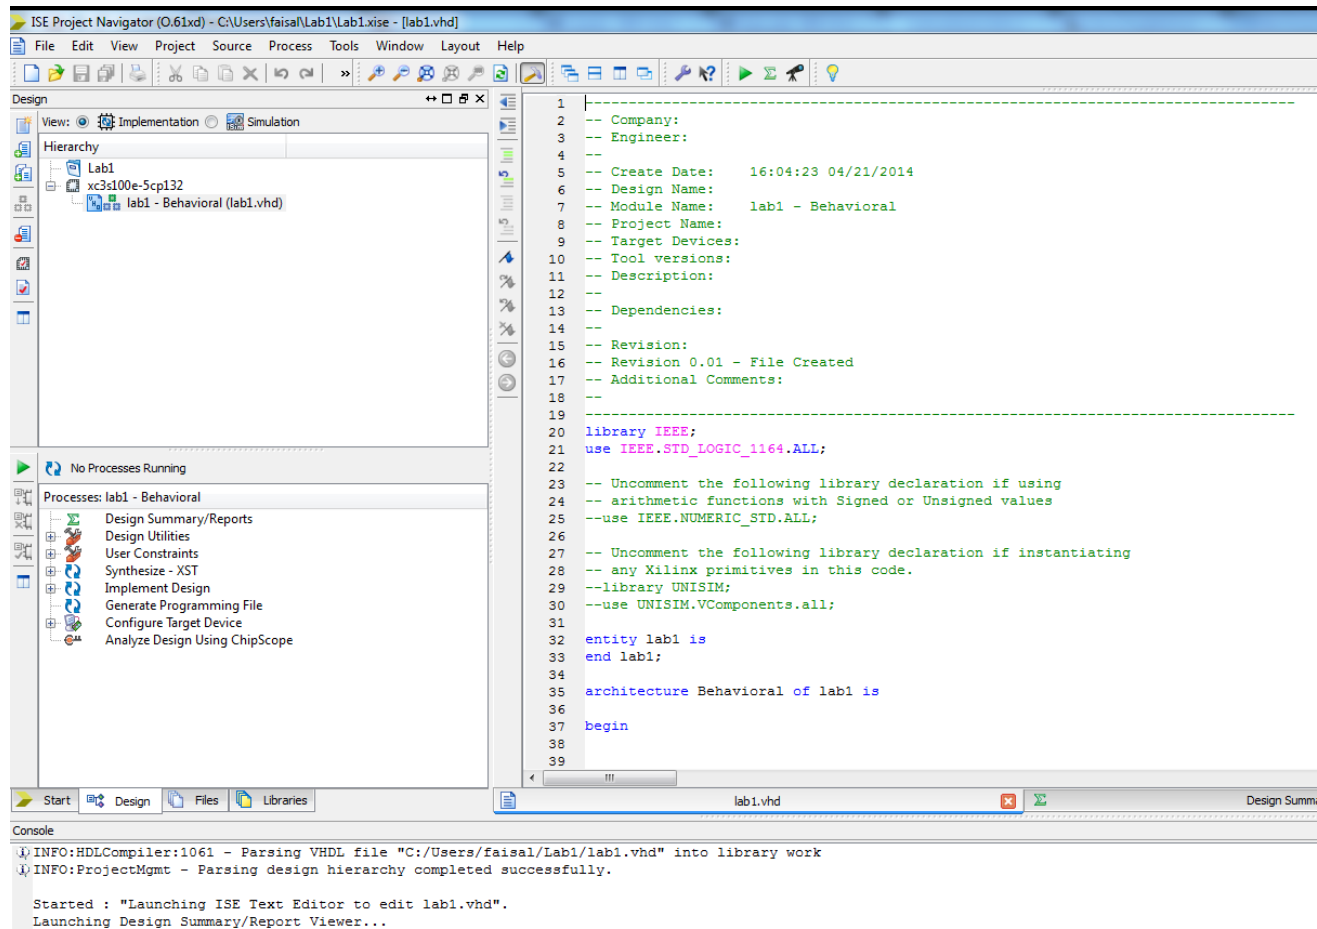 ISE Project Navigator (O.61xd) - C:\Users\faisal\Lab1\Lab1.xise - [lab1.vhd]
File Edit View Project Source Process Tools Window Layout Help
Design
View: Implementation Simulation
Hierarchy
Lab1
xc3s100e-5cp132
lab1 - Behavioral (lab1.vhd)
No Processes Running
Processes: lab1 - Behavioral
Design Summary/Reports
Design Utilities
User Constraints
Synthesize - XST
Implement Design
Generate Programming File
Configure Target Device
Analyze Design Using ChipScope
Start Design Files Libraries
1 ----------------------------------------------------------------------------------
2 -- Company:
3 -- Engineer:
4 --
5 -- Create Date:    16:04:23 04/21/2014
6 -- Design Name:
7 -- Module Name:    lab1 - Behavioral
8 -- Project Name:
9 -- Target Devices:
10 -- Tool versions:
11 -- Description:
12 --
13 -- Dependencies:
14 --
15 -- Revision:
16 -- Revision 0.01 - File Created
17 -- Additional Comments:
18 --
19 ----------------------------------------------------------------------------------
20 library IEEE;
21 use IEEE.STD_LOGIC_1164.ALL;
22
23 -- Uncomment the following library declaration if using
24 -- arithmetic functions with Signed or Unsigned values
25 --use IEEE.NUMERIC_STD.ALL;
26
27 -- Uncomment the following library declaration if instantiating
28 -- any Xilinx primitives in this code.
29 --library UNISIM;
30 --use UNISIM.VComponents.all;
31
32 entity lab1 is
33 end lab1;
34
35 architecture Behavioral of lab1 is
36
37 begin
38
39
lab1.vhd Design Summa
Console
INFO:HDLCompiler:1061 - Parsing VHDL file "C:/Users/faisal/Lab1/lab1.vhd" into library work
INFO:ProjectMgmt - Parsing design hierarchy completed successfully.
Started : "Launching ISE Text Editor to edit lab1.vhd".
Launching Design Summary/Report Viewer...